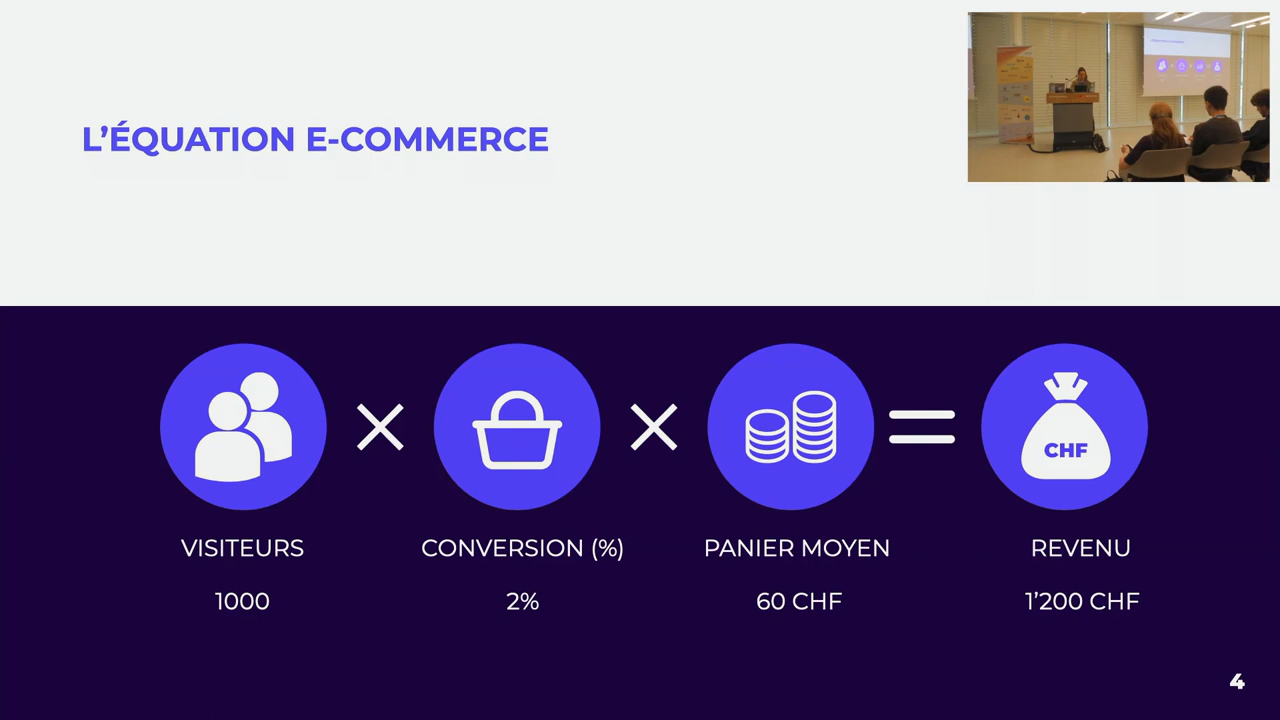 L’ÉQUATION E-COMMERCE
CHF
VISITEURS
CONVERSION (%)
PANIER MOYEN
REVENU
1000
2%
60 CHF
1’200 CHF
4